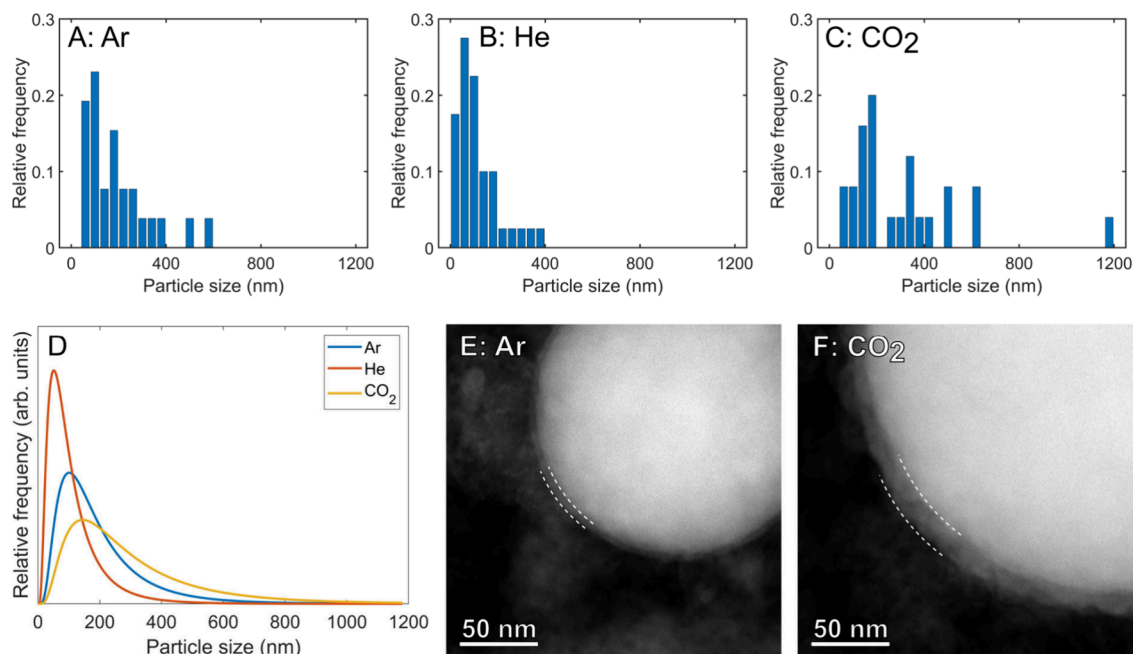 A: Ar
Relative frequency
0.3
0.2
0.1
0
0 400 800 1200
Particle size (nm)
B: He
Relative frequency
0.3
0.2
0.1
0
0 400 800 1200
Particle size (nm)
C: CO₂
Relative frequency
0.3
0.2
0.1
0
0 400 800 1200
Particle size (nm)
D
Relative frequency (arb. units)
Ar
He
CO₂
0 200 400 600 800 1000 1200
Particle size (nm)
E: Ar
50 nm
F: CO₂
50 nm